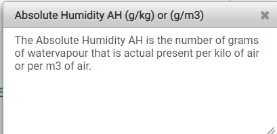 Absolute Humidity AH (g/kg) or (g/m3)
The Absolute Humidity AH is the number of grams
of watervapour that is actual present per kilo of air
or per m3 of air.